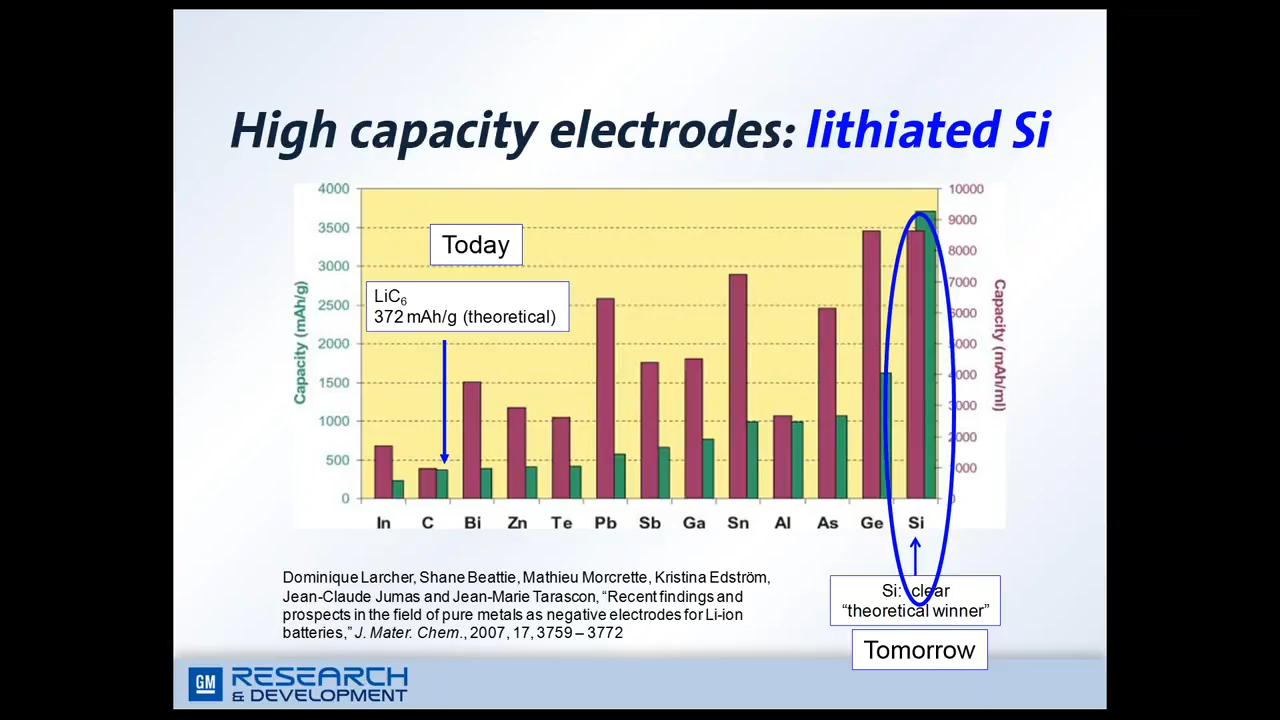 High capacity electrodes: lithiated Si
4000
3500
3000
2500
2000
1500
1000
500
0
Capacity (mAh/g)
10000
9000
8000
7000
6000
5000
4000
3000
2000
1000
0
Capacity (mAh/ml)
Today
LiC₆
372 mAh/g (theoretical)
In C Bi Zn Te Pb Sb Ga Sn Al As Ge Si
Dominique Larcher, Shane Beattie, Mathieu Morcrette, Kristina Edström,
Jean-Claude Jumas and Jean-Marie Tarascon, “Recent findings and
prospects in the field of pure metals as negative electrodes for Li-ion
batteries,” J. Mater. Chem., 2007, 17, 3759 – 3772
Si: clear
“theoretical winner”
Tomorrow
GM
RESEARCH
& DEVELOPMENT